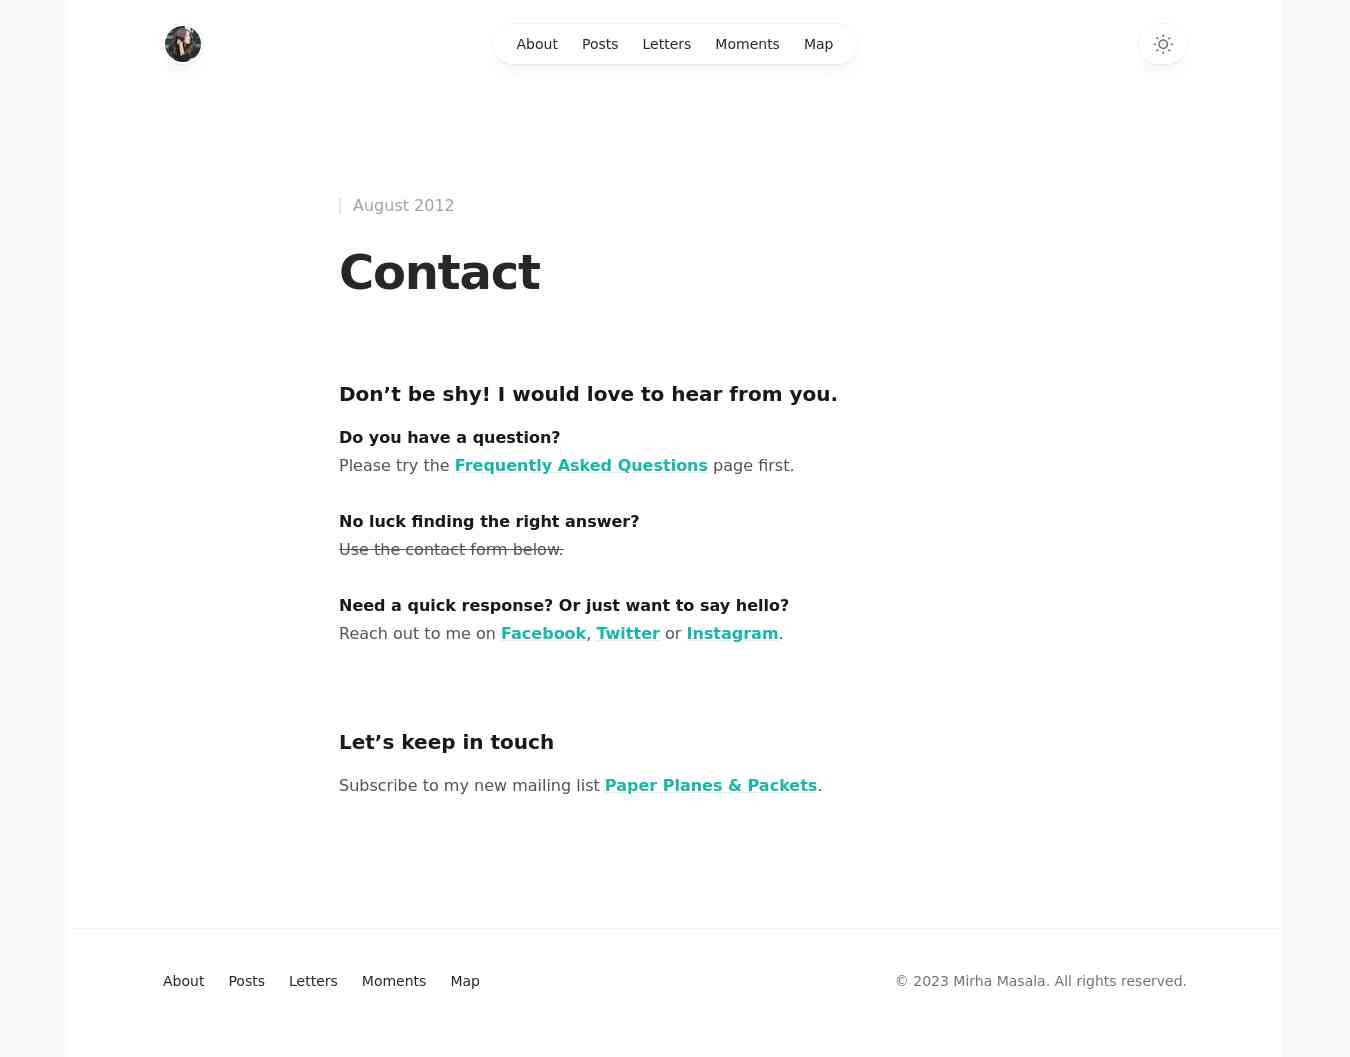 About Posts Letters Moments Map
August 2012
Contact
Don’t be shy! I would love to hear from you.
Do you have a question?
Please try the Frequently Asked Questions page first.
No luck finding the right answer?
Use the contact form below.
Need a quick response? Or just want to say hello?
Reach out to me on Facebook, Twitter or Instagram.
Let’s keep in touch
Subscribe to my new mailing list Paper Planes & Packets.
About Posts Letters Moments Map
© 2023 Mirha Masala. All rights reserved.